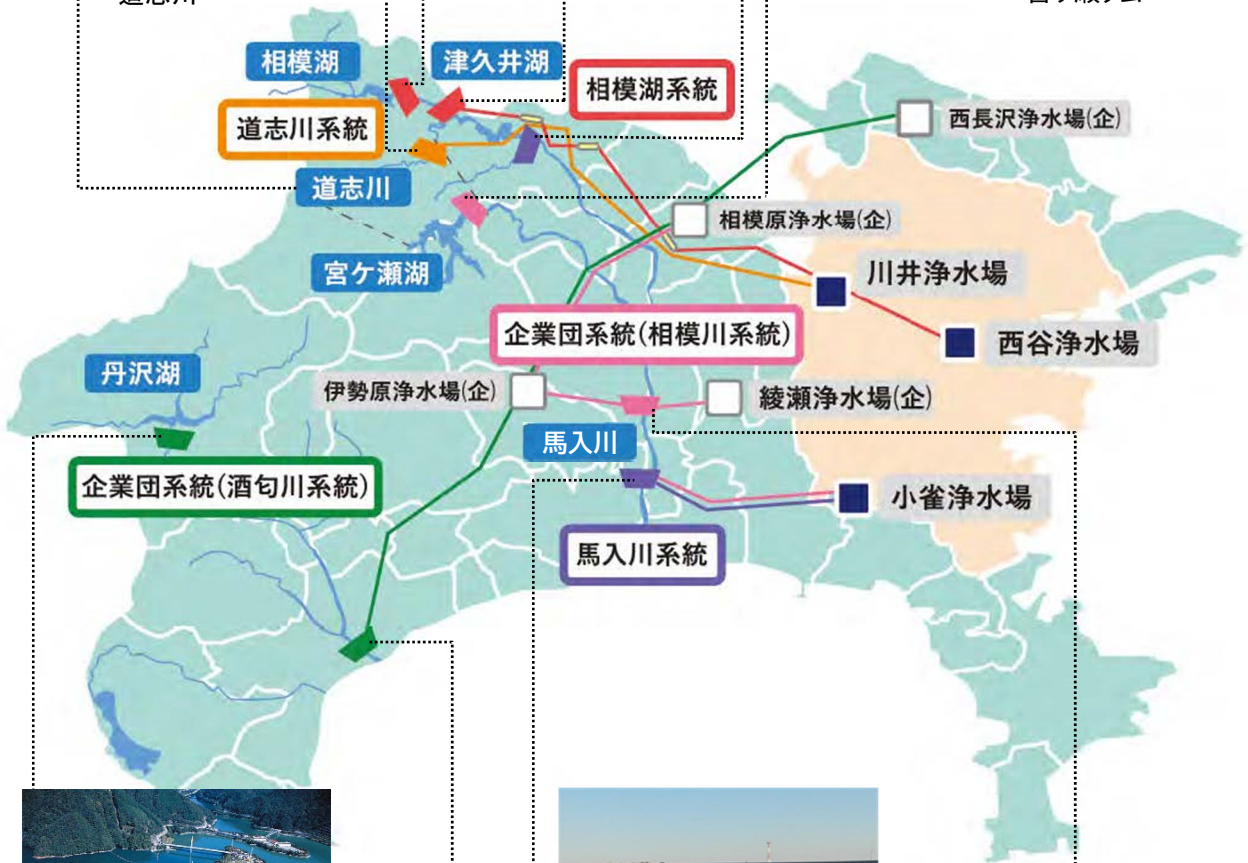 相模湖
津久井湖
相模湖系統
道志川系統
西長沢浄水場(企)
道志川
相模原浄水場(企)
宮ケ瀬湖
川井浄水場
企業団系統(相模川系統)
西谷浄水場
丹沢湖
伊勢原浄水場(企)
綾瀬浄水場(企)
馬入川
企業団系統(酒匂川系統)
小雀浄水場
馬入川系統